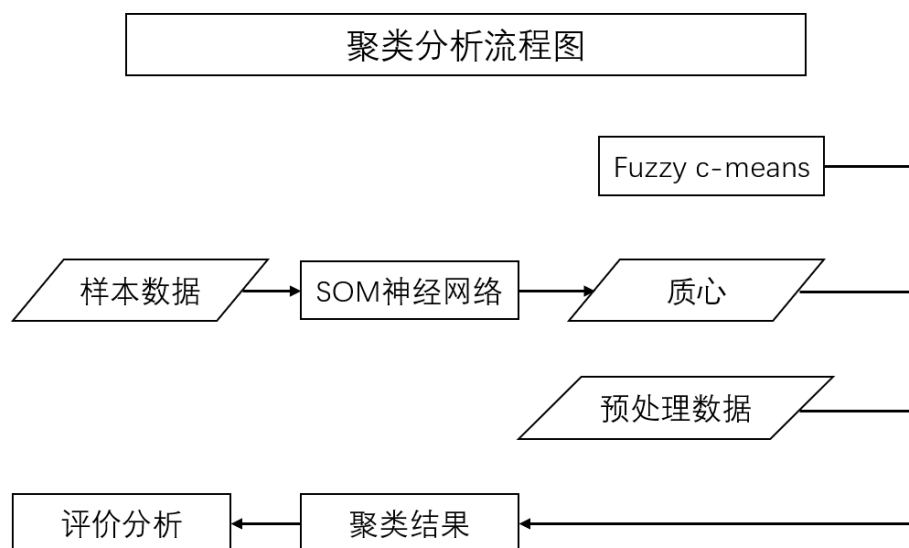 聚类分析流程图
Fuzzy c-means
样本数据
SOM神经网络
质心
预处理数据
评价分析
聚类结果